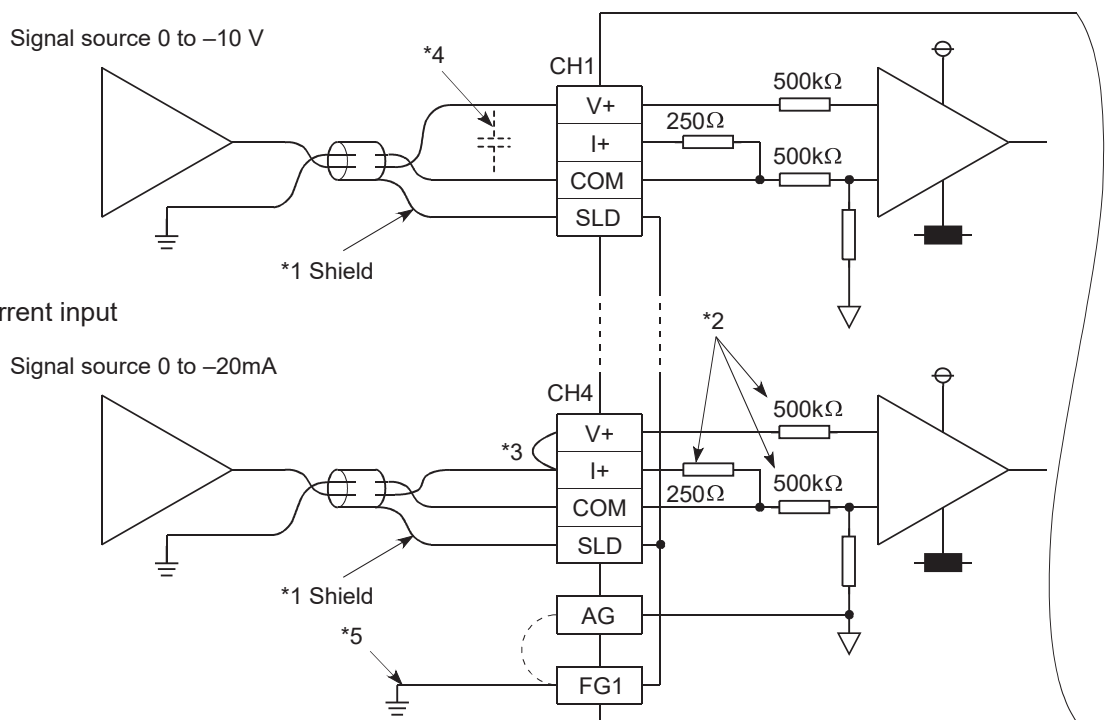 Signal source 0 to –10 V
*4
CH1
V+
I+
COM
SLD
250Ω
500kΩ
500kΩ
*1 Shield
rrent input
Signal source 0 to –20mA
*2
CH4
*3
V+
I+
COM
SLD
500kΩ
250Ω
500kΩ
*1 Shield
AG
*5
FG1